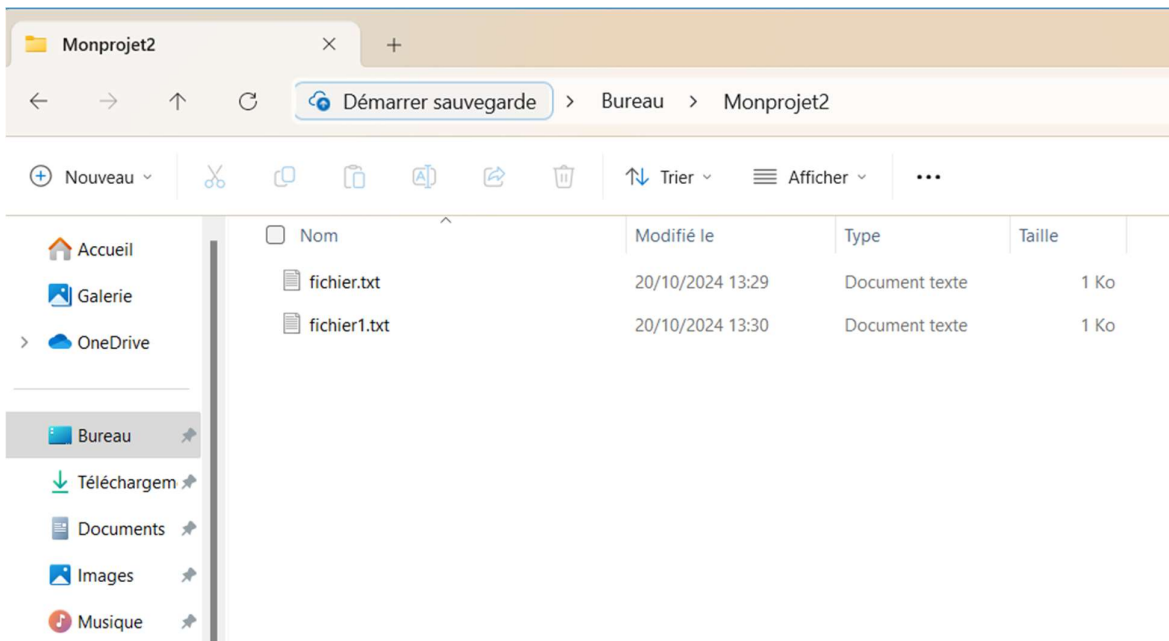 Monprojet2
Démarrer sauvegarde > Bureau > Monprojet2
Nouveau Trier Afficher ...
Accueil
Galerie
OneDrive
Bureau
Téléchargem
Documents
Images
Musique
Nom Modifié le Type Taille
fichier.txt 20/10/2024 13:29 Document texte 1 Ko
fichier1.txt 20/10/2024 13:30 Document texte 1 Ko